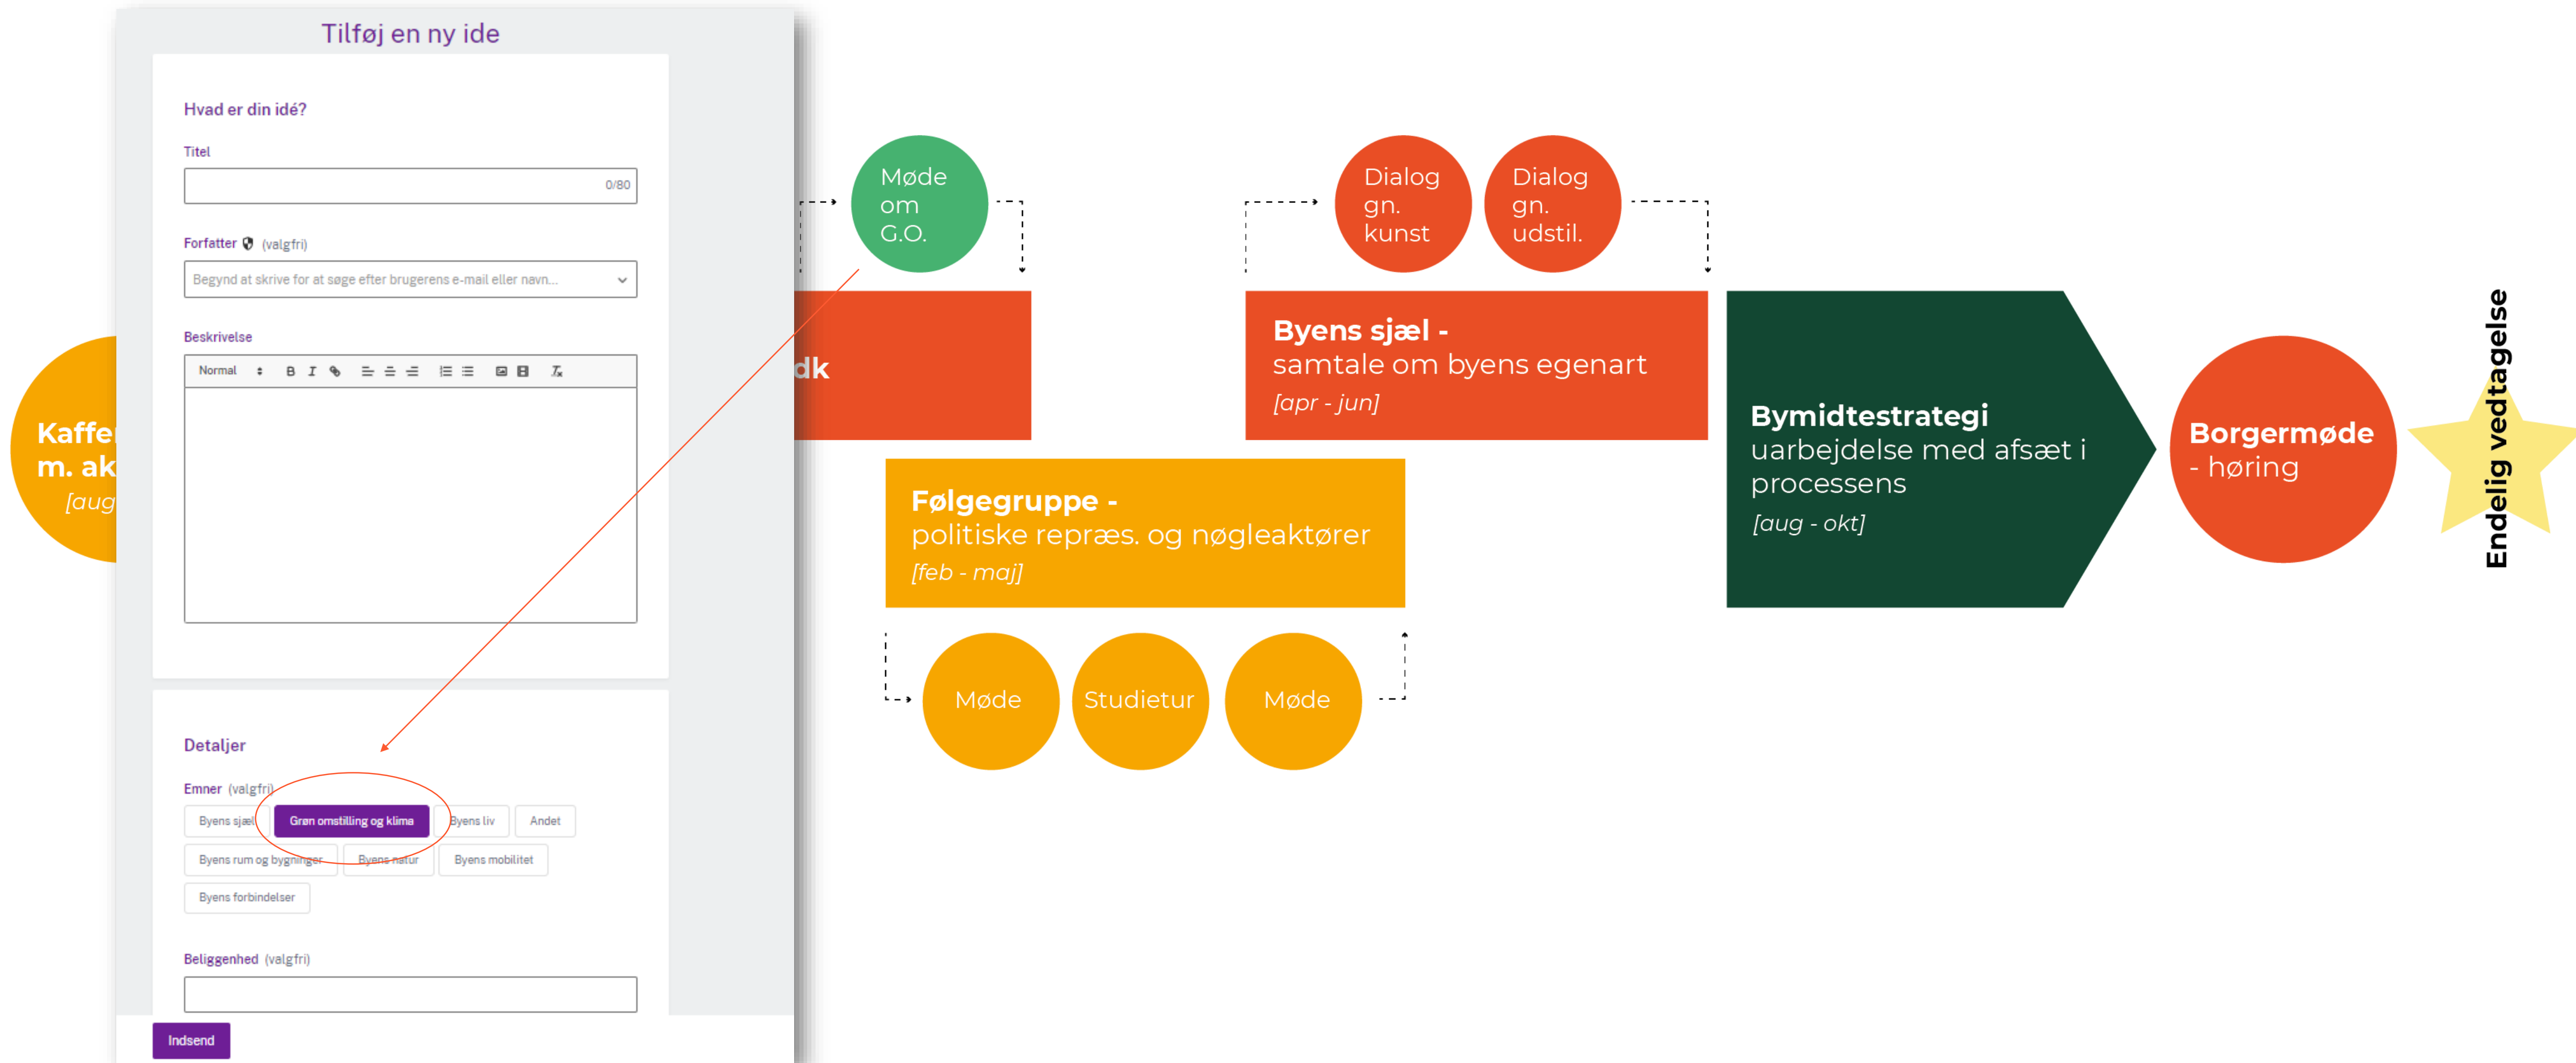 Tilføj en ny ide
Hvad er din idé?
Titel
0/80
Forfatter (valgfri)
Begynd at skrive for at søge efter brugerens e-mail eller navn...
Beskrivelse
Normal B I
Detaljer
Emner (valgfri)
Byens sjæl Grøn omstilling og klima Byens liv Andet
Byens rum og bygninger Byens natur Byens mobilitet
Byens forbindelser
Beliggenhed (valgfri)
Indsend
m. ak
[aug
dk
Møde
om
G.O.
Følgegruppe -
politiske repræs. og nøgleaktører
[feb - maj]
Møde
Studietur
Møde
Dialog
gn.
kunst
Dialog
gn.
udstil.
Byens sjæl -
samtale om byens egenart
[apr - jun]
Bymidtestrategi
uarbejdelse med afsæt i
processens
[aug - okt]
Borgermøde
- høring
Endelig vedtagelse